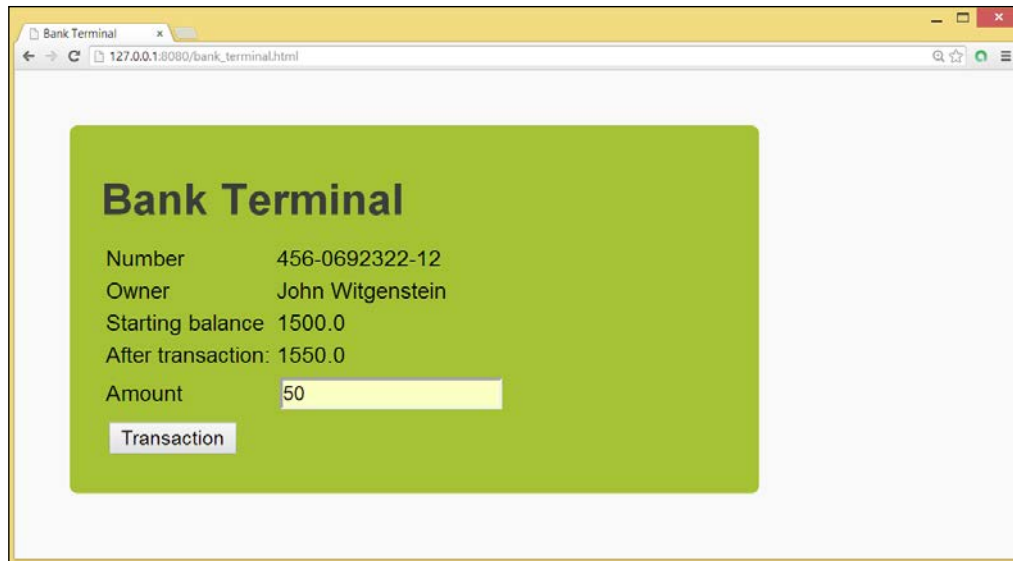 Bank Terminal
127.0.0.1:8080/bank_terminal.html
Bank Terminal
Number 456-0692322-12
Owner John Witgenstein
Starting balance 1500.0
After transaction: 1550.0
Amount 50
Transaction